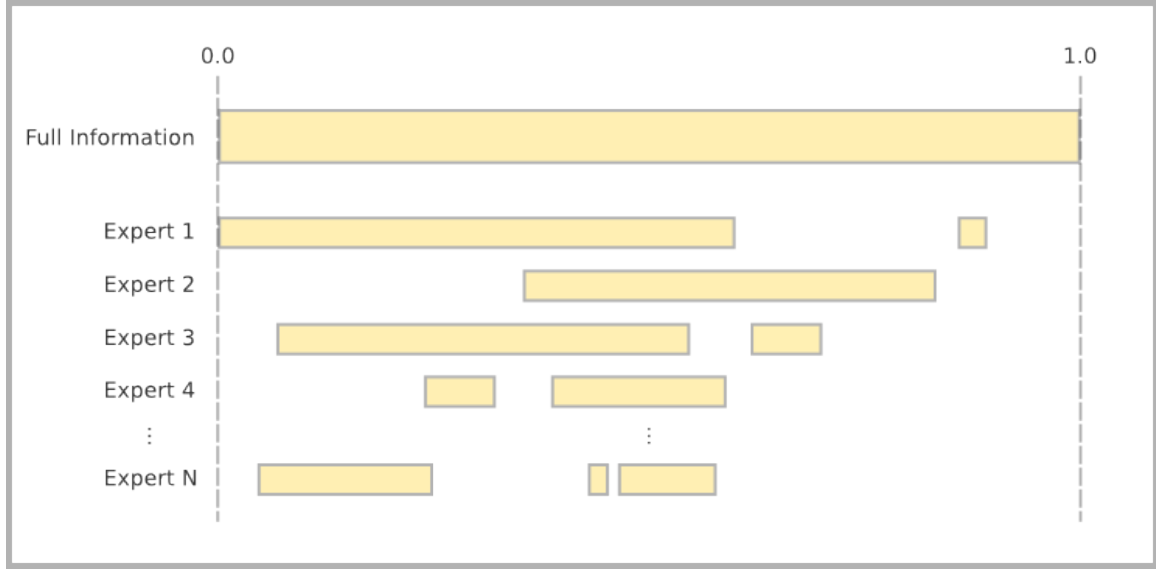 0.0 1.0
Full Information
Expert 1
Expert 2
Expert 3
Expert 4
⋮ ⋮
Expert N